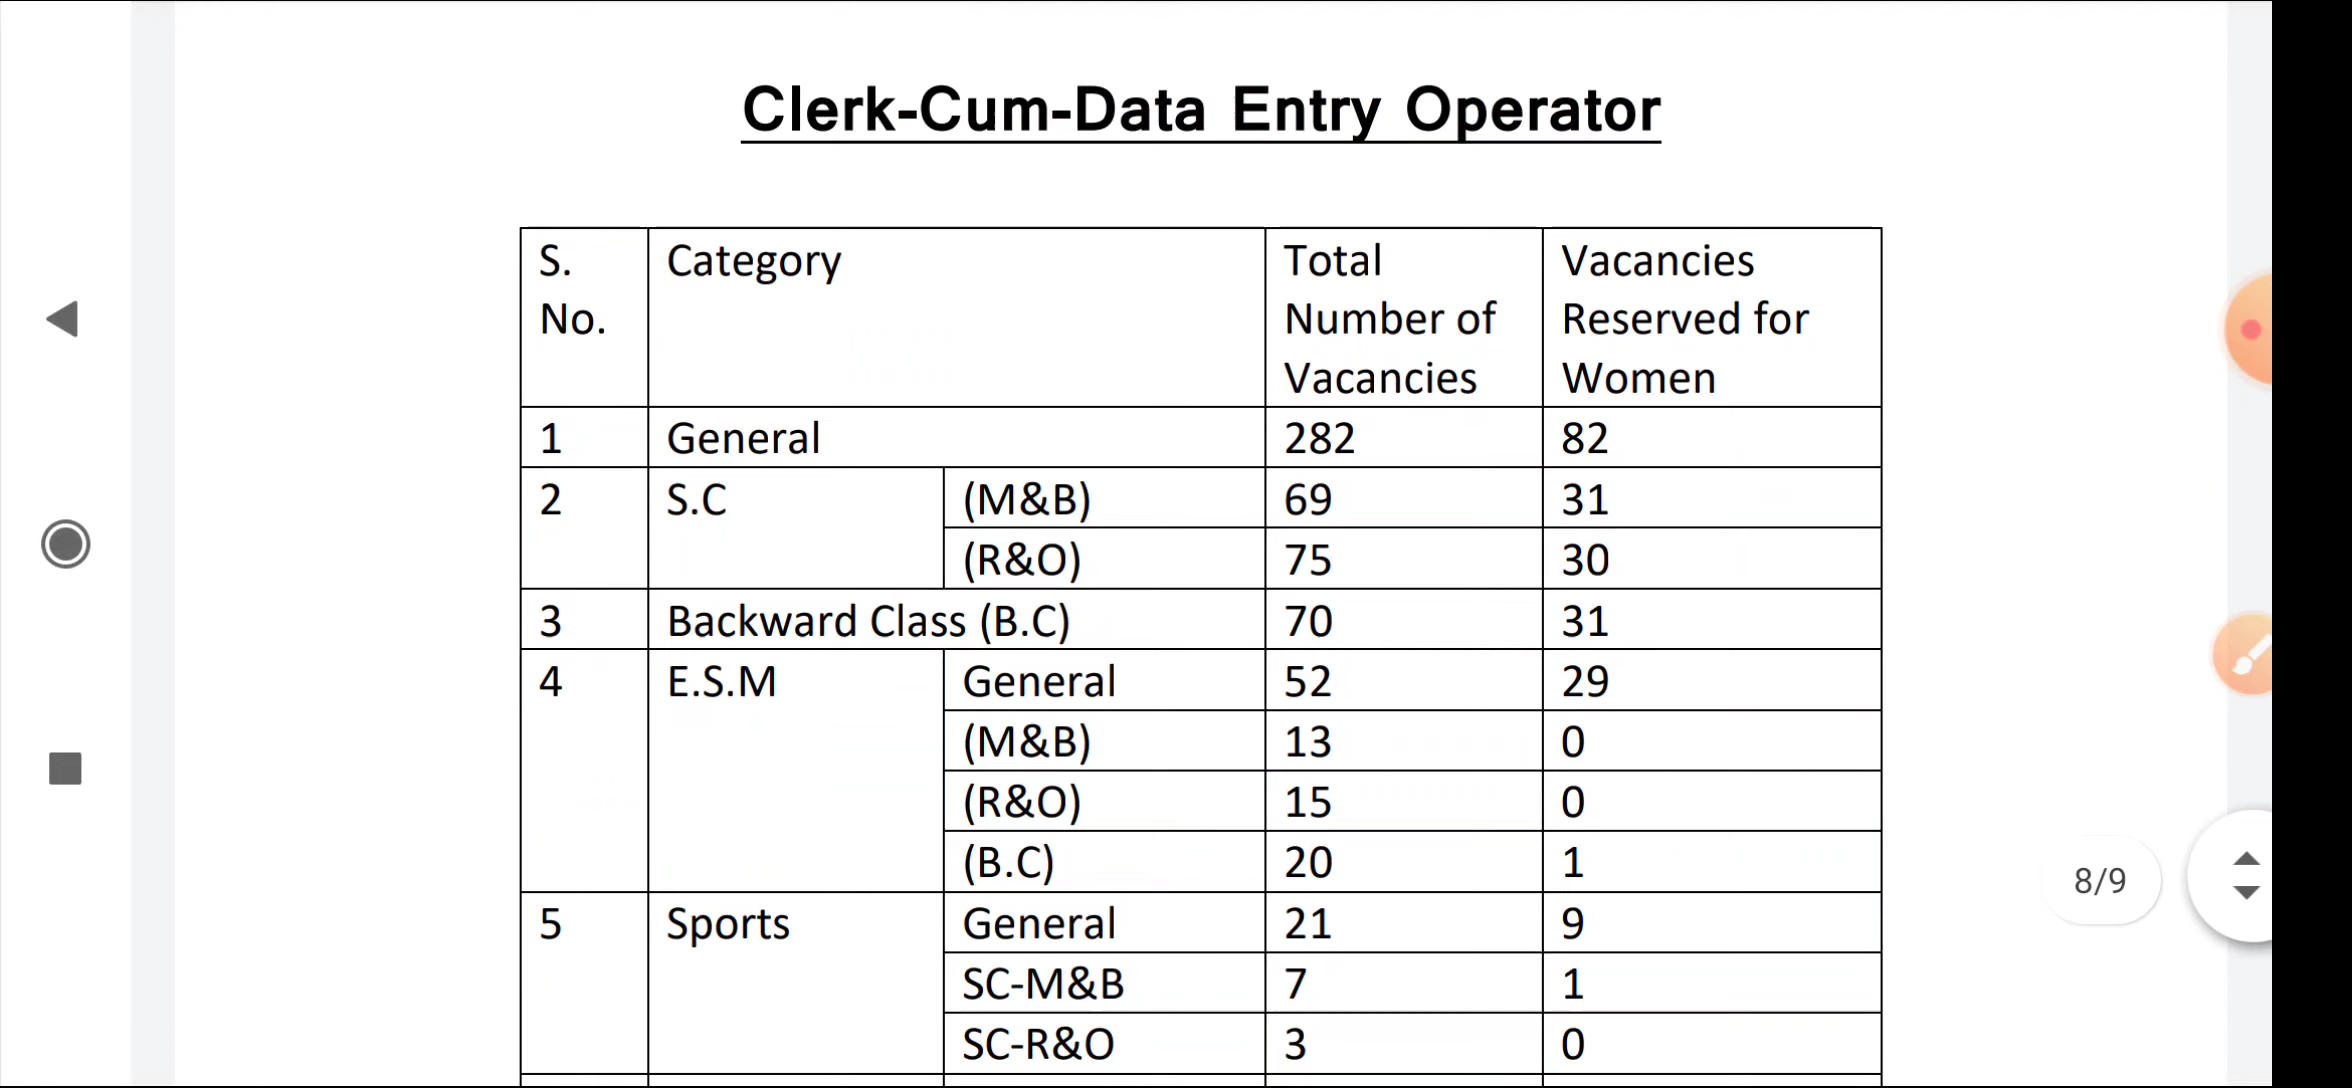 Clerk-Cum-Data Entry Operator
S. No. Category Total Number of Vacancies Vacancies Reserved for Women
1 General 282 82
2 S.C (M&B) 69 31
(R&O) 75 30
3 Backward Class (B.C) 70 31
4 E.S.M General 52 29
(M&B) 13 0
(R&O) 15 0
(B.C) 20 1
5 Sports General 21 9
SC-M&B 7 1
SC-R&O 3 0
8/9